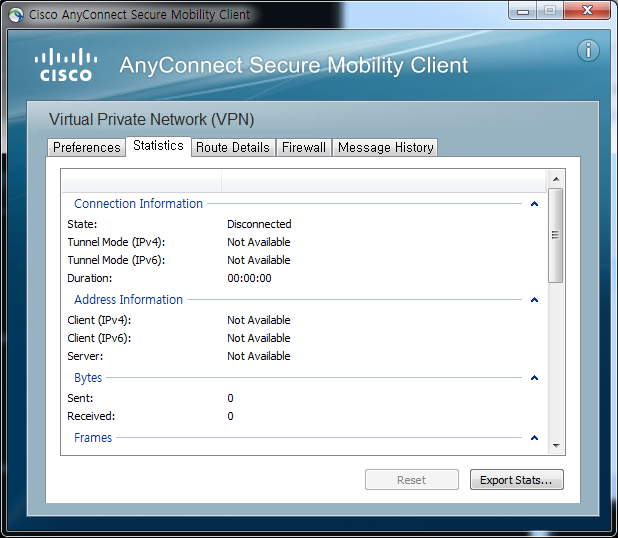 Cisco AnyConnect Secure Mobility Client
CISCO AnyConnect Secure Mobility Client
Virtual Private Network (VPN)
Preferences Statistics Route Details Firewall Message History
Connection Information
State: Disconnected
Tunnel Mode (IPv4): Not Available
Tunnel Mode (IPv6): Not Available
Duration: 00:00:00
Address Information
Client (IPv4): Not Available
Client (IPv6): Not Available
Server: Not Available
Bytes
Sent: 0
Received: 0
Frames
Reset Export Stats...